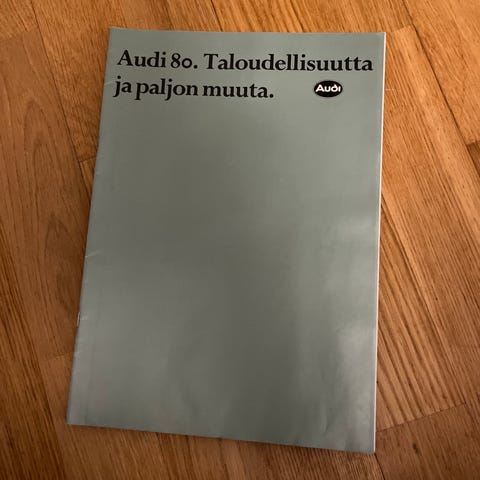 Audi 80. Taloudellisuutta
ja paljon muuta.
Audi